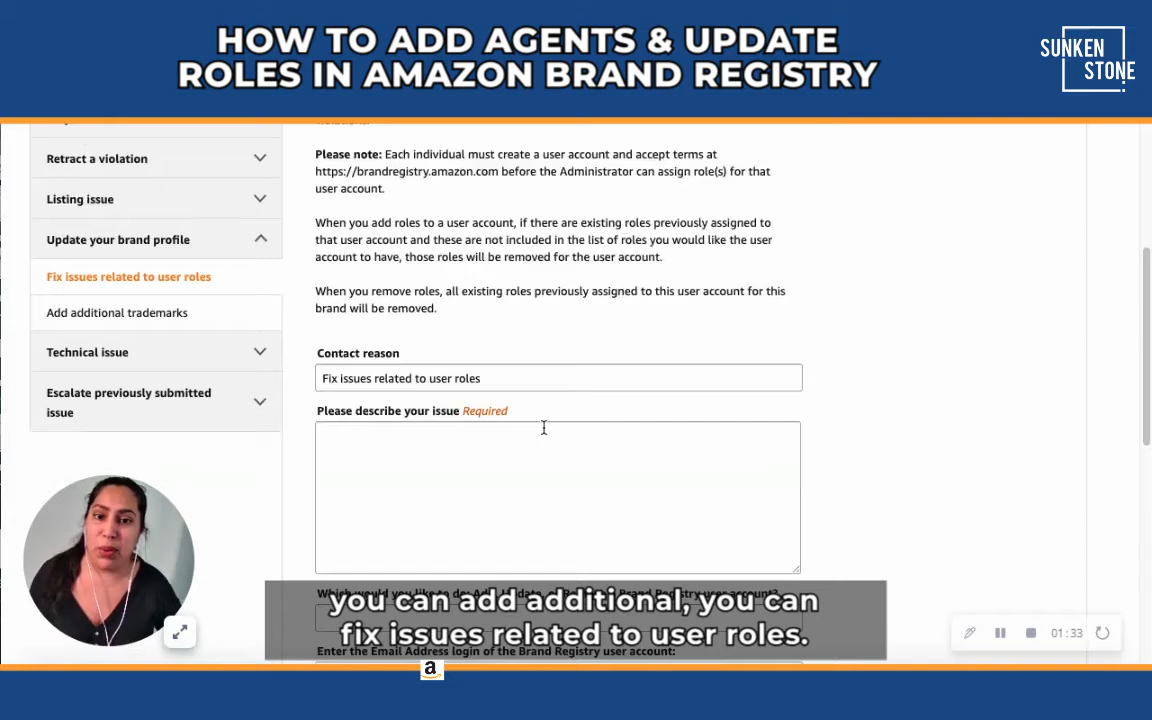 HOW TO ADD AGENTS & UPDATE
ROLES IN AMAZON BRAND REGISTRY
SUNKEN
STONE
Retract a violation
Listing issue
Update your brand profile
Fix issues related to user roles
Add additional trademarks
Technical issue
Escalate previously submitted
issue
Please note: Each individual must create a user account and accept terms at
https://brandregistry.amazon.com before the Administrator can assign role(s) for that
user account.
When you add roles to a user account, if there are existing roles previously assigned to
that user account and these are not included in the list of roles you would like the user
account to have, those roles will be removed for the user account.
When you remove roles, all existing roles previously assigned to this user account for this
brand will be removed.
Contact reason
Fix issues related to user roles
Please describe your issue Required
you can add additional, you can
fix issues related to user roles.
Enter the Email Address login of the Brand Registry user account:
01:33
a